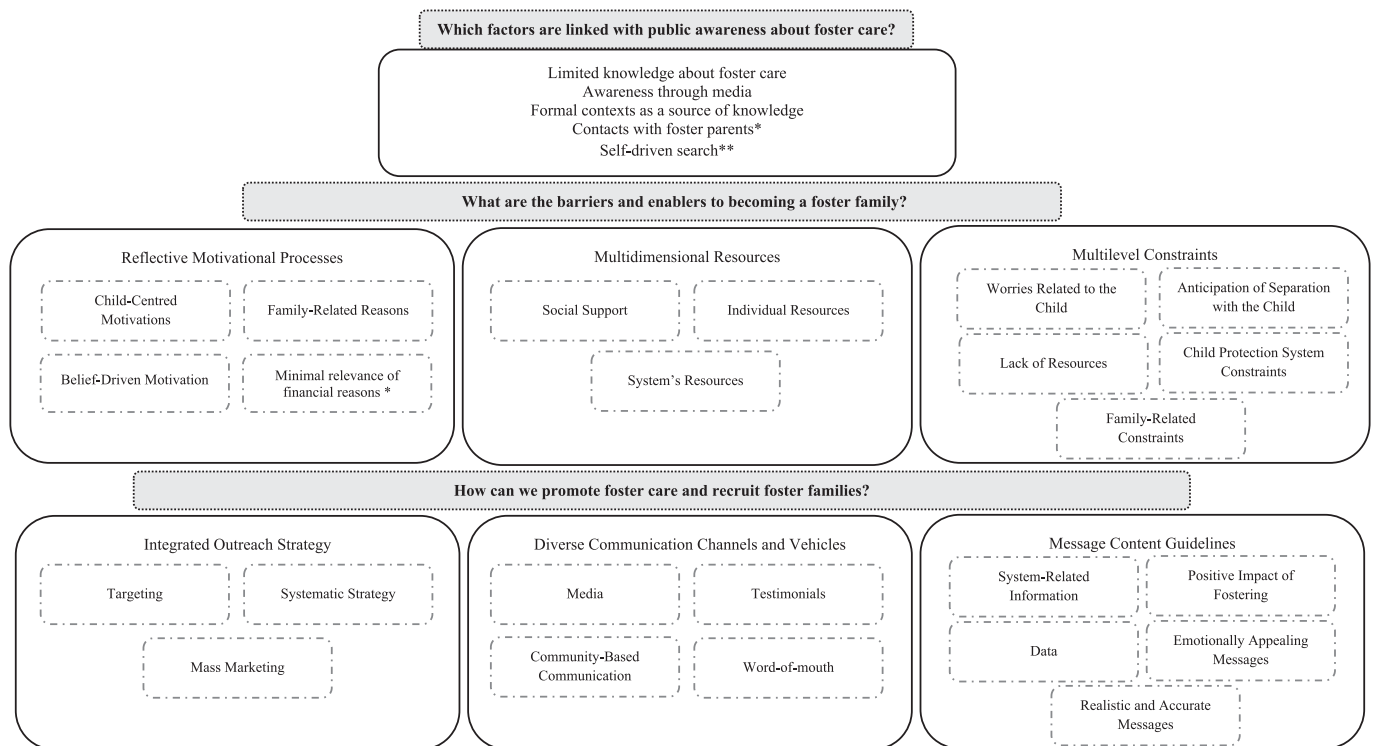 Which factors are linked with public awareness about foster care?
Limited knowledge about foster care
Awareness through media
Formal contexts as a source of knowledge
Contacts with foster parents*
Self-driven search**
What are the barriers and enablers to becoming a foster family?
Reflective Motivational Processes
Child-Centred
Motivations
Family-Related Reasons
Belief-Driven Motivation
Minimal relevance of
financial reasons *
Multidimensional Resources
Social Support
Individual Resources
System's Resources
Multilevel Constraints
Worries Related to the
Child
Anticipation of Separation
with the Child
Lack of Resources
Child Protection System
Constraints
Family-Related
Constraints
How can we promote foster care and recruit foster families?
Integrated Outreach Strategy
Targeting
Systematic Strategy
Mass Marketing
Diverse Communication Channels and Vehicles
Media
Testimonials
Community-Based
Communication
Word-of-mouth
Message Content Guidelines
System-Related
Information
Positive Impact of
Fostering
Data
Emotionally Appealing
Messages
Realistic and Accurate
Messages